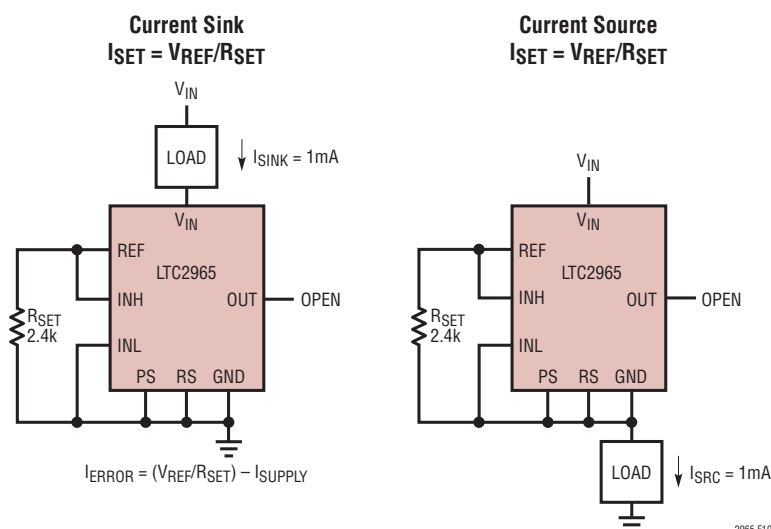 Current Sink
ISET = VREF/RSET
VIN
LOAD
ISINK = 1mA
VIN
REF
LTC2965
INH
OUT
OPEN
RSET
2.4k
INL
PS RS GND
IERROR = (VREF/RSET) – ISUPPLY
Current Source
ISET = VREF/RSET
VIN
VIN
REF
LTC2965
INH
OUT
OPEN
RSET
2.4k
INL
PS RS GND
LOAD
ISRC = 1mA